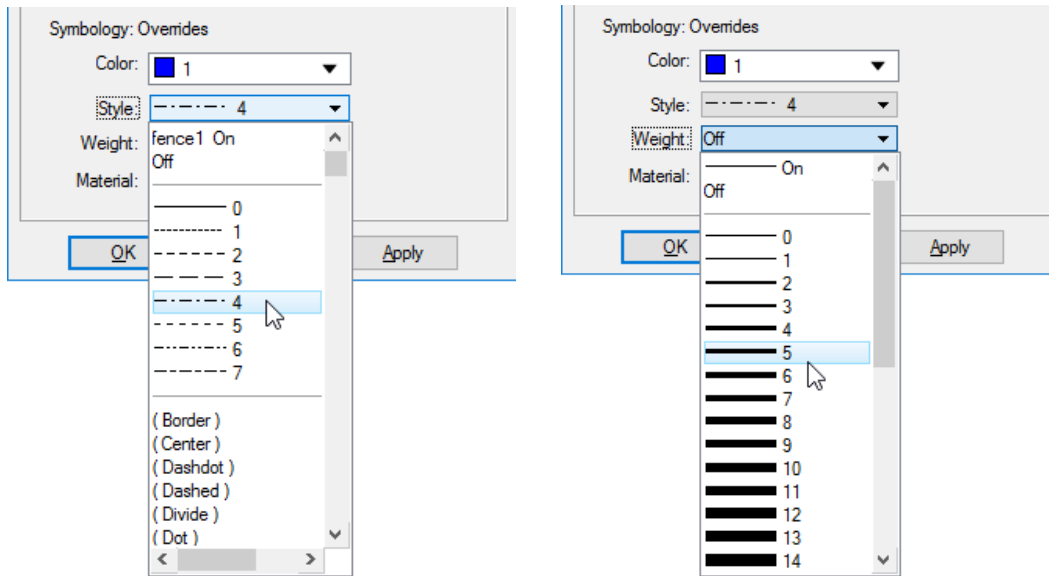 Symbology: Overrides
Color: 1
Style: 4
Weight: fence1 On
Off
Material:
0
1
2
3
4
5
6
7
( Border )
( Center )
( Dashdot )
( Dashed )
( Divide )
( Dot )
OK
Apply
Symbology: Overrides
Color: 1
Style: 4
Weight: Off
On
Material:
Off
0
1
2
3
4
5
6
7
8
9
10
11
12
13
14
OK
Apply